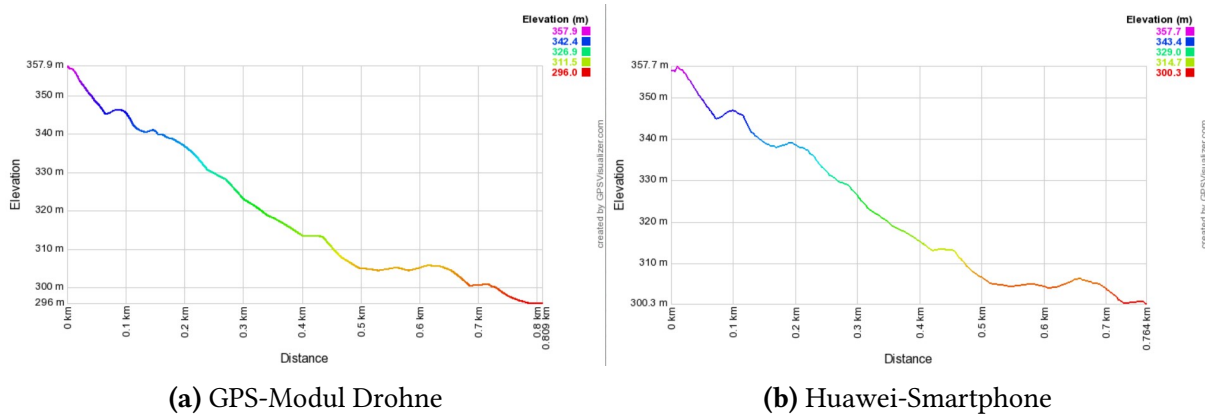 Elevation (m)
357.9
342.4
326.9
311.5
296.0
357.9 m
350 m
340 m
330 m
320 m
310 m
300 m
296 m
Elevation
0 km
0.1 km
0.2 km
0.3 km
0.4 km
0.5 km
0.6 km
0.7 km
0.8 km
0.809 km
Distance
created by GPSVisualizer.com
(a) GPS-Modul Drohne
Elevation (m)
357.7
343.4
329.0
314.7
300.3
357.7 m
350 m
340 m
330 m
320 m
310 m
300.3 m
Elevation
0 km
0.1 km
0.2 km
0.3 km
0.4 km
0.5 km
0.6 km
0.7 km
0.764 km
Distance
created by GPSVisualizer.com
(b) Huawei-Smartphone